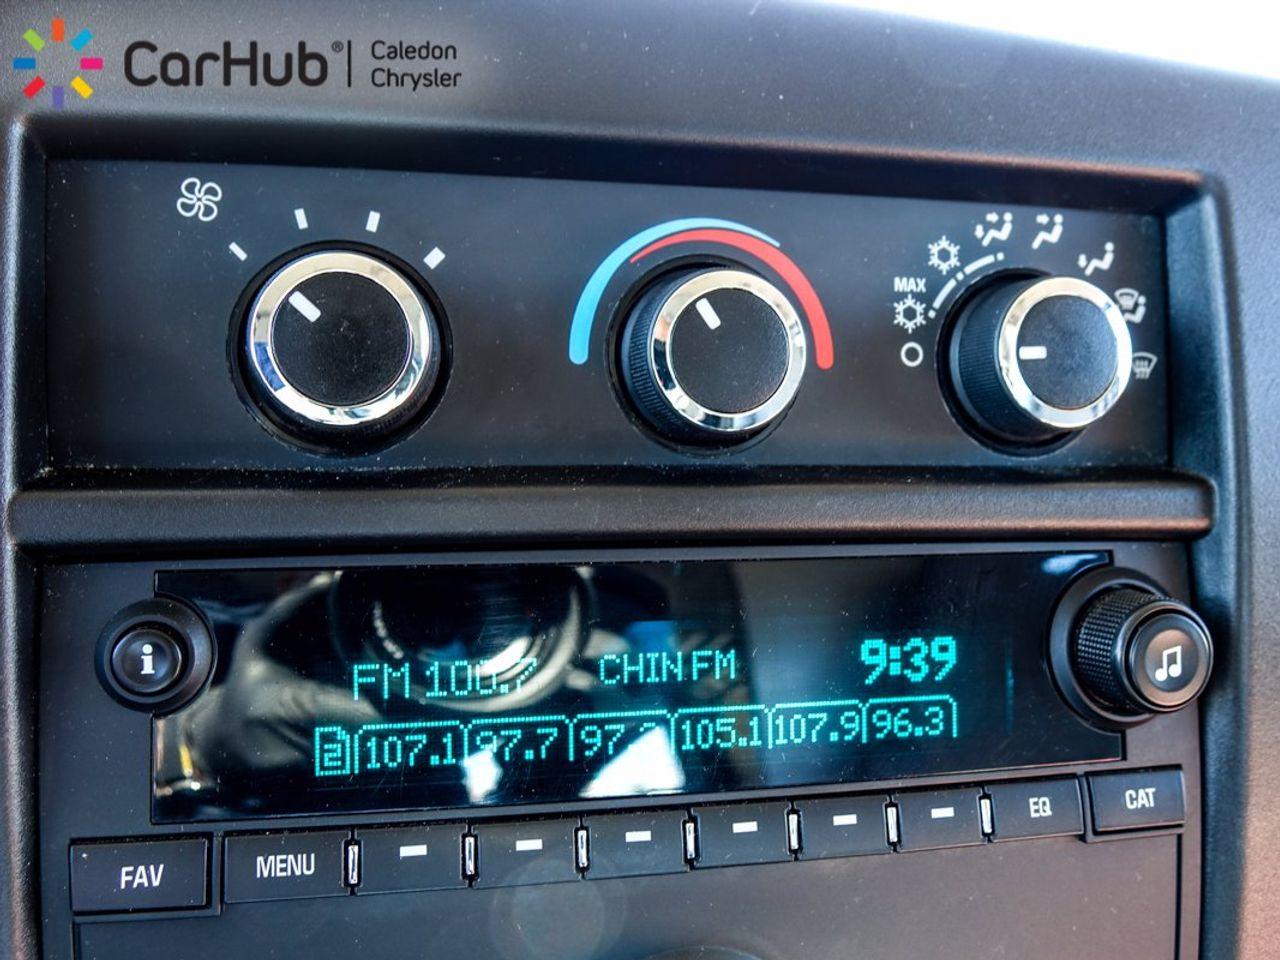 CarHub® | Caledon
Chrysler
MAX
i
FM 100.7 CHIN FM 9:39
2 107.1 97.7 105.1 107.9 96.3
FAV MENU EQ CAT